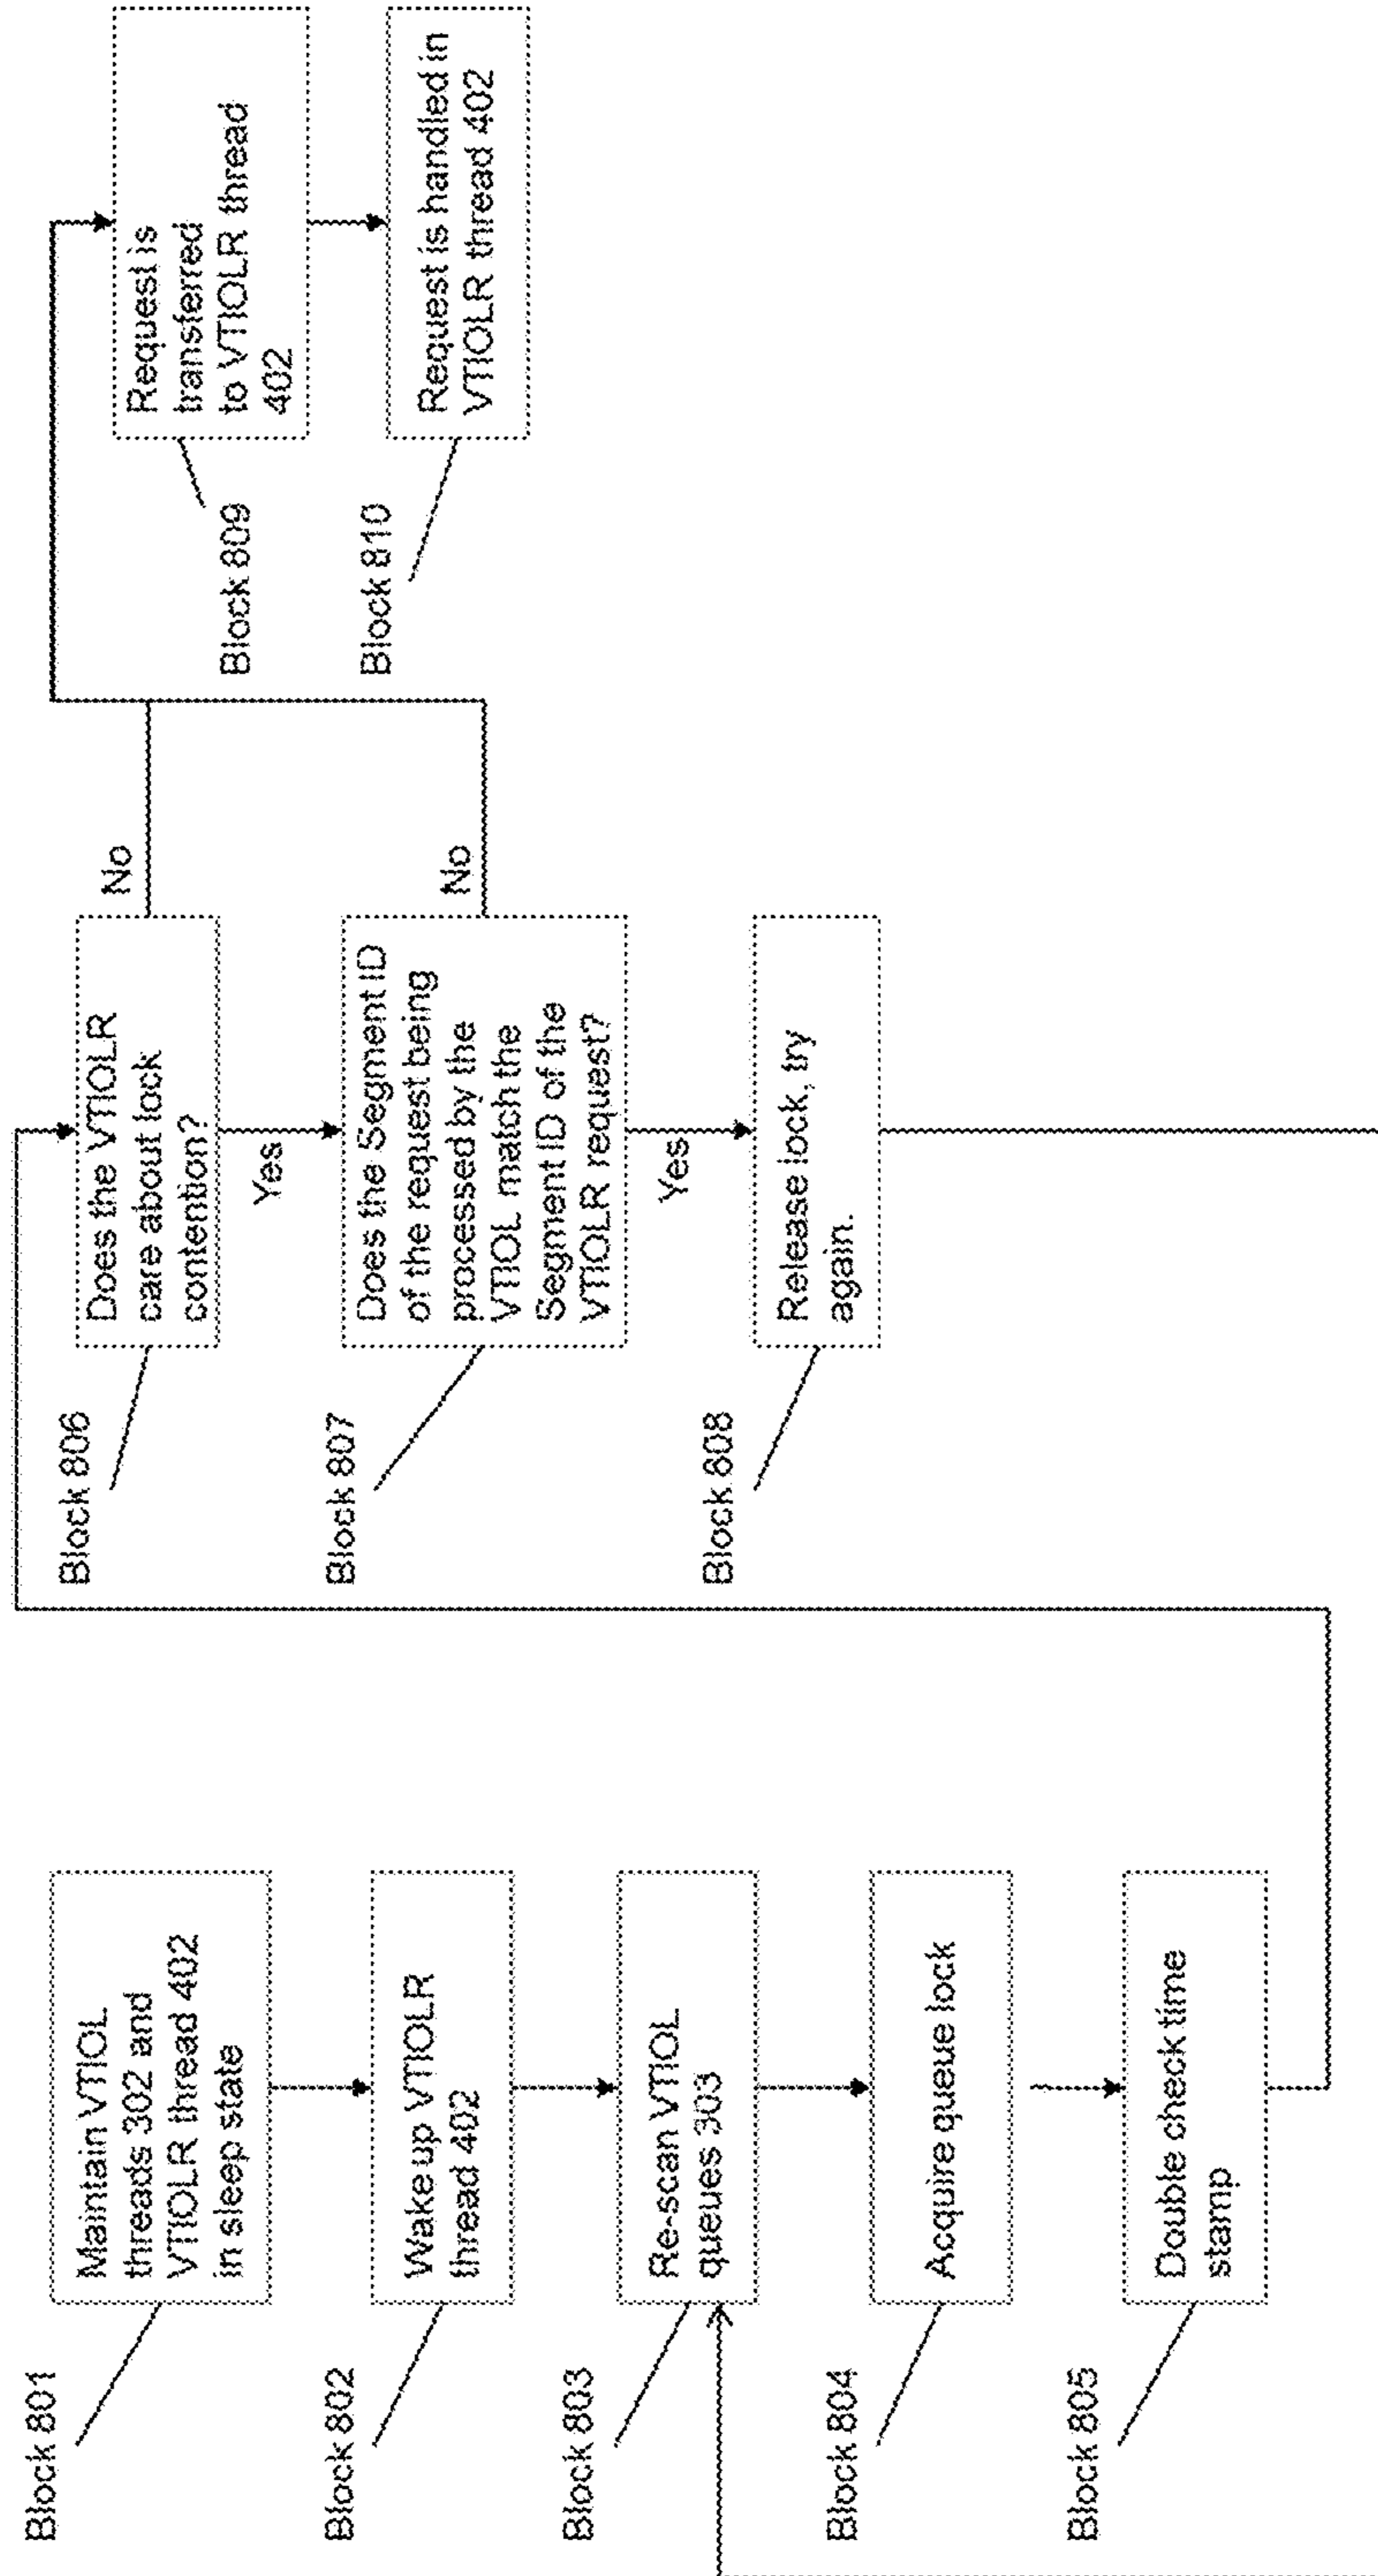 Block 801
Maintain VTIOL
threads 302 and
VTIOLR thread 402
in sleep state
Block 802
Wake up VTIOLR
thread 402
Block 803
Re-scan VTIOL
queues 303
Block 804
Acquire queue lock
Block 805
Double check time
stamp
Block 806
Does the VTIOLR
care about lock
contention?
No
Yes
Block 807
Does the Segment ID
of the request being
processed by the
VTIOL match the
Segment ID of the
VTIOLR request?
No
Yes
Block 808
Release lock, try
again.
Block 809
Request is
transferred
to VTIOLR thread
402
Block 810
Request is handled in
VTIOLR thread 402